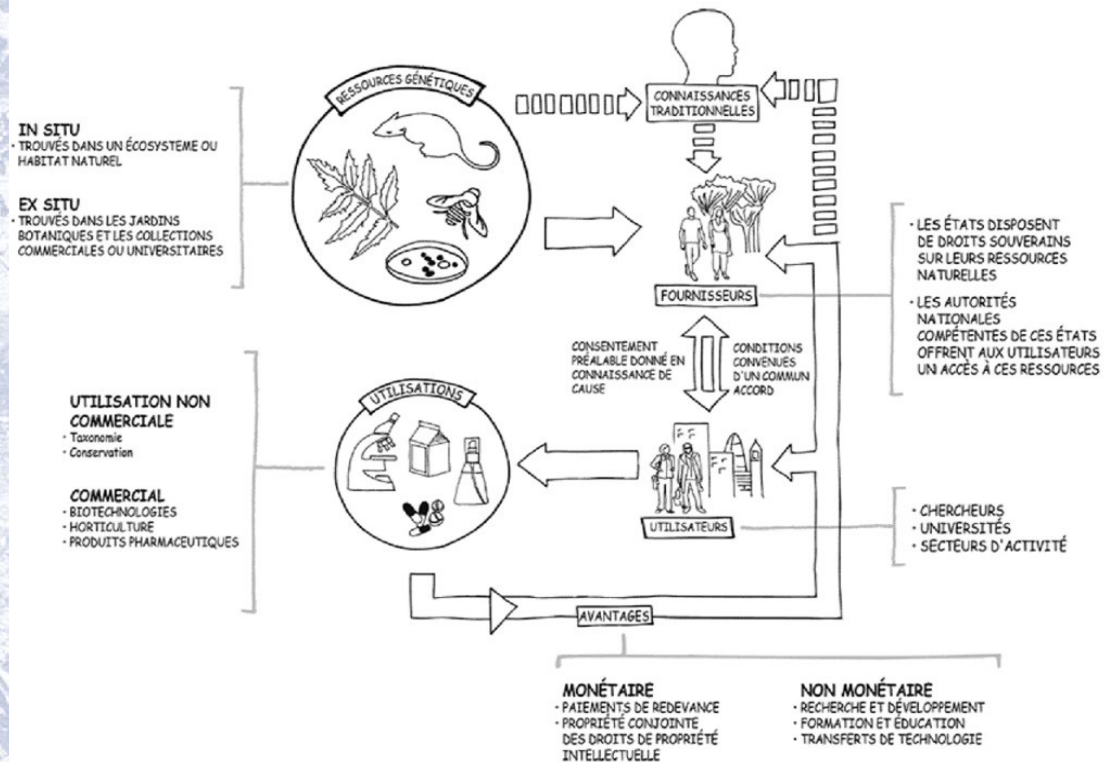 RESSOURCES GÉNÉTIQUES
CONNAISSANCES
TRADITIONNELLES
IN SITU
· TROUVÉS DANS UN ÉCOSYSTEME OU
HABITAT NATUREL
EX SITU
· TROUVÉS DANS LES JARDINS
BOTANIQUES ET LES COLLECTIONS
COMMERCIALES OU UNIVERSITAIRES
FOURNISSEURS
· LES ÉTATS DISPOSENT
DE DROITS SOUVERAINS
SUR LEURS RESSOURCES
NATURELLES
· LES AUTORITÉS
NATIONALES
COMPÉTENTES DE CES ÉTATS
OFFRENT AUX UTILISATEURS
UN ACCÈS À CES RESSOURCES
CONSENTEMENT
PRÉALABLE DONNÉ EN
CONNAISSANCE DE
CAUSE
CONDITIONS
CONVENUES
D'UN COMMUN
ACCORD
UTILISATIONS
UTILISATION NON
COMMERCIALE
· Taxonomie
· Conservation
COMMERCIAL
· BIOTECHNOLOGIES
· HORTICULTURE
· PRODUITS PHARMACEUTIQUES
UTILISATEURS
· CHERCHEURS
· UNIVERSITÉS
· SECTEURS D'ACTIVITÉ
AVANTAGES
MONÉTAIRE
· PAIEMENTS DE REDEVANCE
· PROPRIÉTÉ CONJOINTE
DES DROITS DE PROPRIÉTÉ
INTELLECTUELLE
NON MONÉTAIRE
· RECHERCHE ET DÉVELOPPEMENT
· FORMATION ET ÉDUCATION
· TRANSFERTS DE TECHNOLOGIE